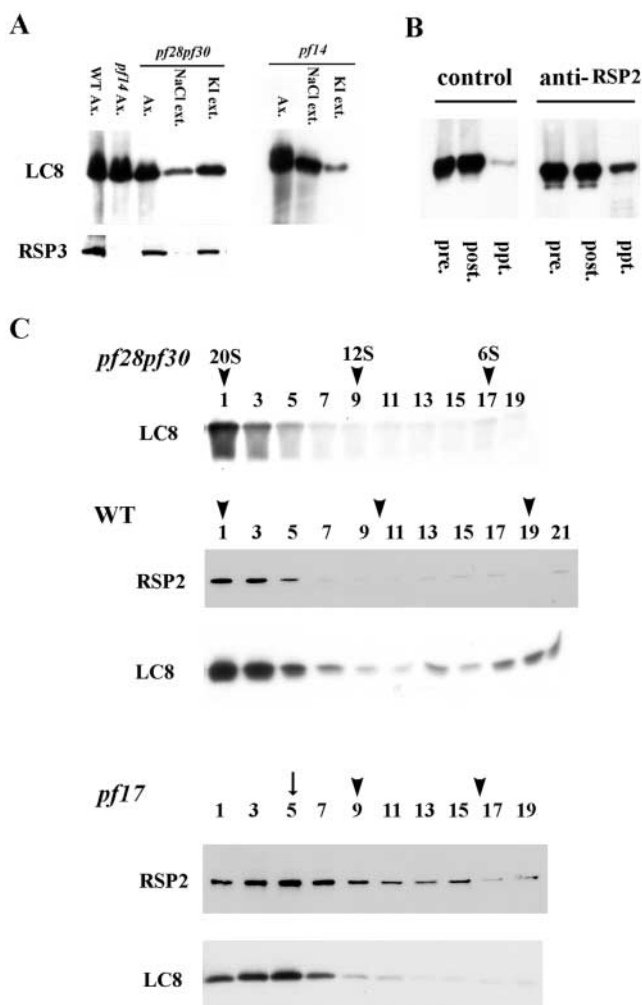 A
pf28pf30
pf14
WT Ax.
pf14 Ax.
Ax.
NaCl ext.
KI ext.
Ax.
NaCl ext.
KI ext.
LC8
RSP3
B
control
anti-RSP2
pre.
post.
ppt.
pre.
post.
ppt.
C
pf28pf30
20S 12S 6S
1 3 5 7 9 11 13 15 17 19
LC8
WT
1 3 5 7 9 11 13 15 17 19 21
RSP2
LC8
pf17
1 3 5 7 9 11 13 15 17 19
RSP2
LC8